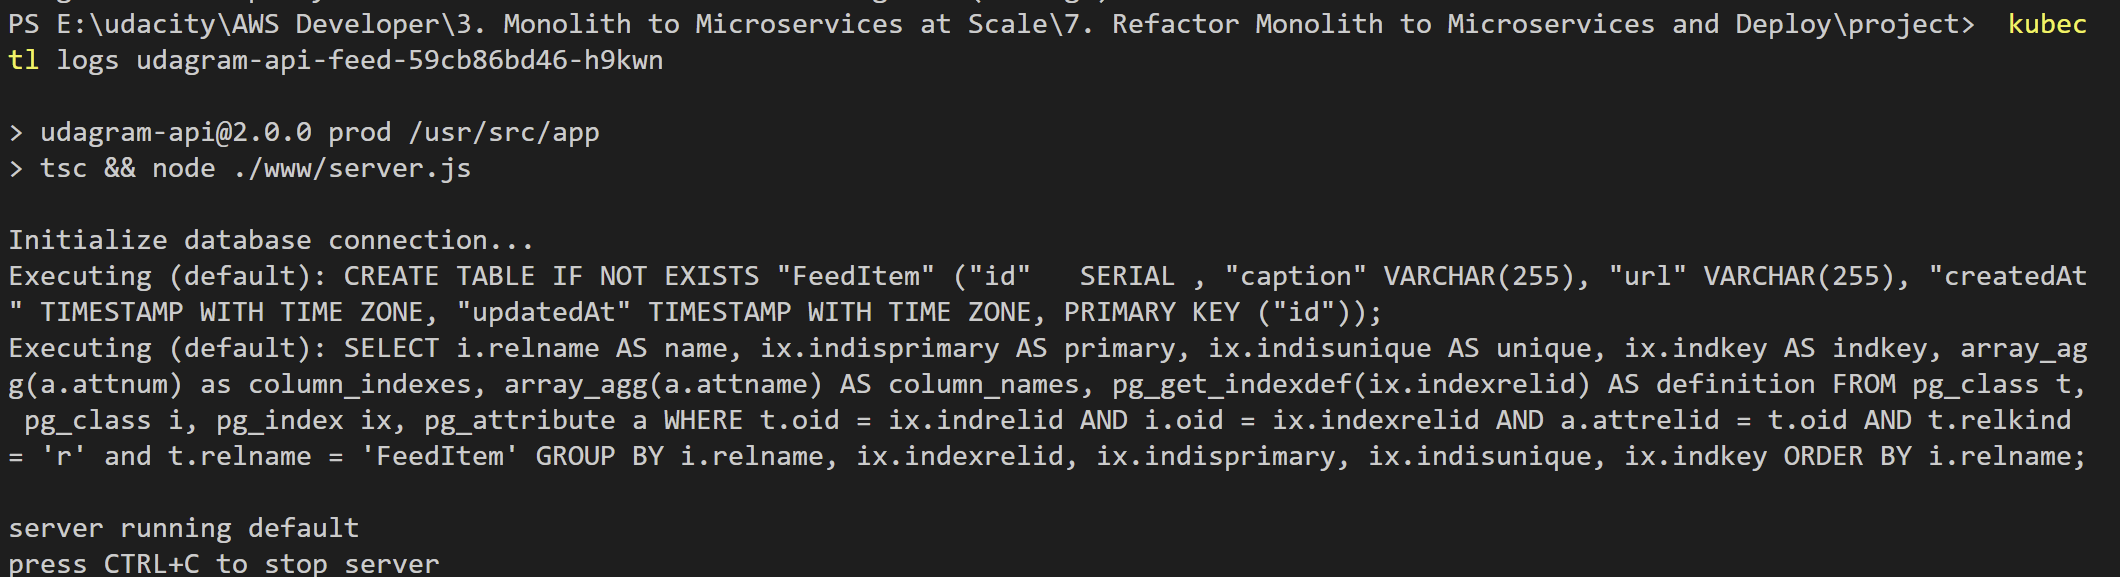 PS E:\udacity\AWS Developer\3. Monolith to Microservices at Scale\7. Refactor Monolith to Microservices and Deploy\project>  kubec
tl logs udagram-api-feed-59cb86bd46-h9kwn
> udagram-api@2.0.0 prod /usr/src/app
> tsc && node ./www/server.js
Initialize database connection...
Executing (default): CREATE TABLE IF NOT EXISTS "FeedItem" ("id"   SERIAL , "caption" VARCHAR(255), "url" VARCHAR(255), "createdAt
" TIMESTAMP WITH TIME ZONE, "updatedAt" TIMESTAMP WITH TIME ZONE, PRIMARY KEY ("id"));
Executing (default): SELECT i.relname AS name, ix.indisprimary AS primary, ix.indisunique AS unique, ix.indkey AS indkey, array_ag
g(a.attnum) as column_indexes, array_agg(a.attname) AS column_names, pg_get_indexdef(ix.indexrelid) AS definition FROM pg_class t,
 pg_class i, pg_index ix, pg_attribute a WHERE t.oid = ix.indrelid AND i.oid = ix.indexrelid AND a.attrelid = t.oid AND t.relkind
= 'r' and t.relname = 'FeedItem' GROUP BY i.relname, ix.indexrelid, ix.indisprimary, ix.indisunique, ix.indkey ORDER BY i.relname;
server running default
press CTRL+C to stop server